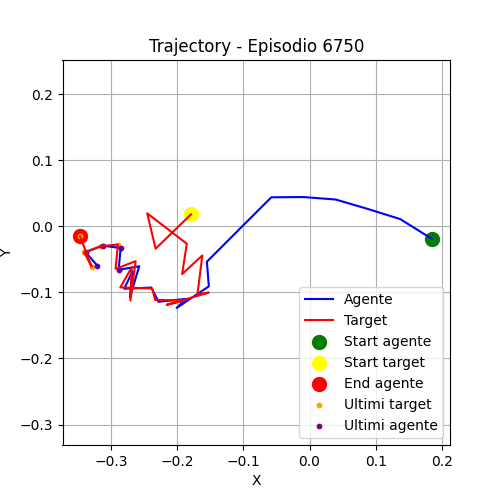 Trajectory - Episodio 6750
Y
0.2
0.1
0.0
−0.1
−0.2
−0.3
−0.3
−0.2
−0.1
0.0
0.1
0.2
X
Agente
Target
Start agente
Start target
End agente
Ultimi target
Ultimi agente